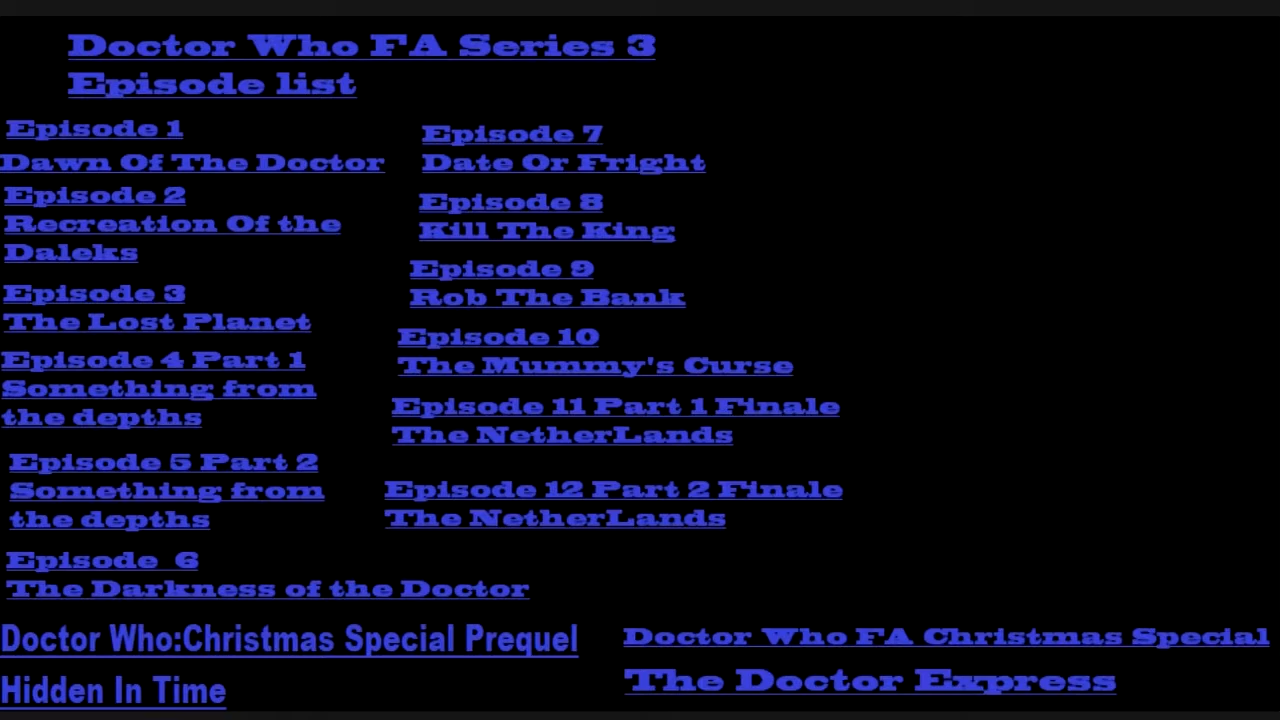 Doctor Who FA Series 3
Episode list
Episode 1
Dawn Of The Doctor
Episode 2
Recreation Of the
Daleks
Episode 3
The Lost Planet
Episode 4 Part 1
Something from
the depths
Episode 5 Part 2
Something from
the depths
Episode 6
The Darkness of the Doctor
Episode 7
Date Or Fright
Episode 8
Kill The King
Episode 9
Rob The Bank
Episode 10
The Mummy's Curse
Episode 11 Part 1 Finale
The NetherLands
Episode 12 Part 2 Finale
The NetherLands
Doctor Who:Christmas Special Prequel
Hidden In Time
Doctor Who FA Christmas Special
The Doctor Express